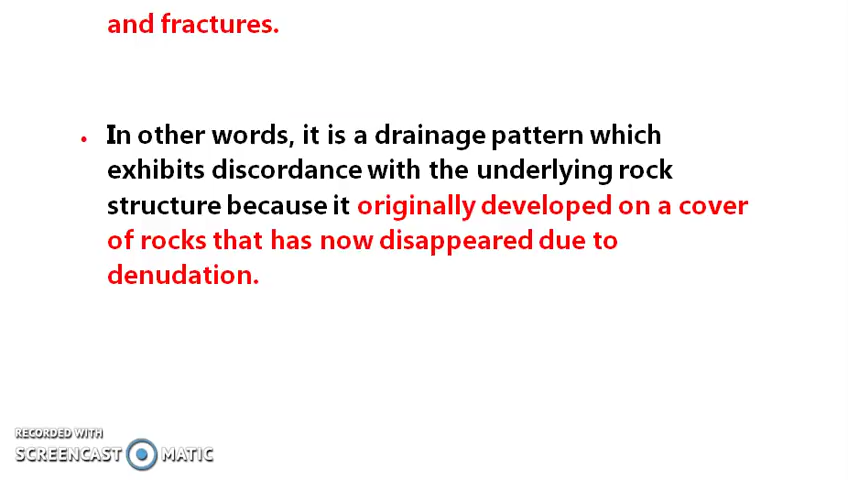 and fractures.
• In other words, it is a drainage pattern which
exhibits discordance with the underlying rock
structure because it originally developed on a cover
of rocks that has now disappeared due to
denudation.
RECORDED WITH
SCREENCAST MATIC